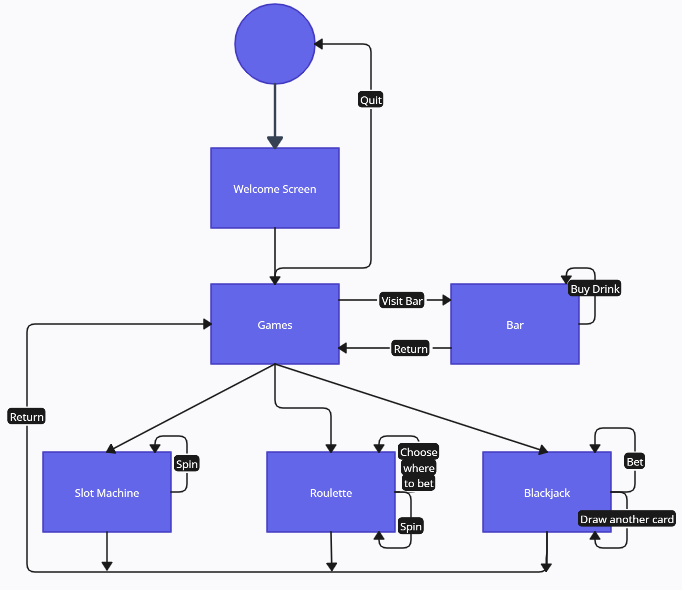 Quit
Welcome Screen
Games
Visit Bar
Return
Bar
Buy Drink
Return
Slot Machine
Spin
Roulette
Choose
where
to bet
Spin
Blackjack
Bet
Draw another card